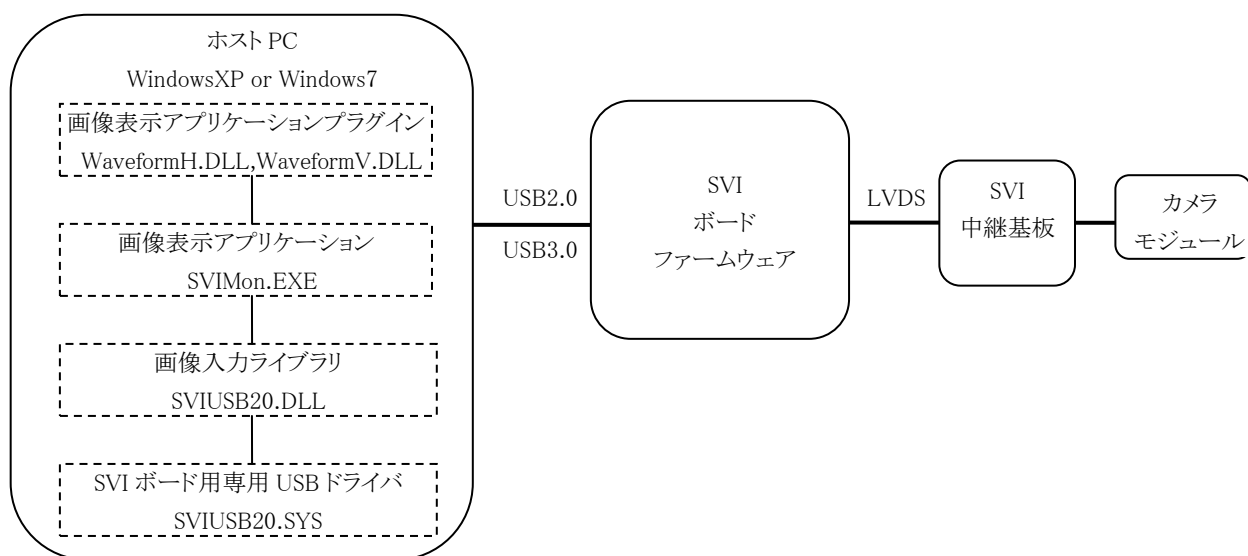 ホスト PC
WindowsXP or Windows7
画像表示アプリケーションプラグイン
WaveformH.DLL,WaveformV.DLL
画像表示アプリケーション
SVIMon.EXE
画像入力ライブラリ
SVIUSB20.DLL
SVI ボード用専用 USB ドライバ
SVIUSB20.SYS
USB2.0
USB3.0
SVI
ボード
ファームウェア
LVDS
SVI
中継基板
カメラ
モジュール